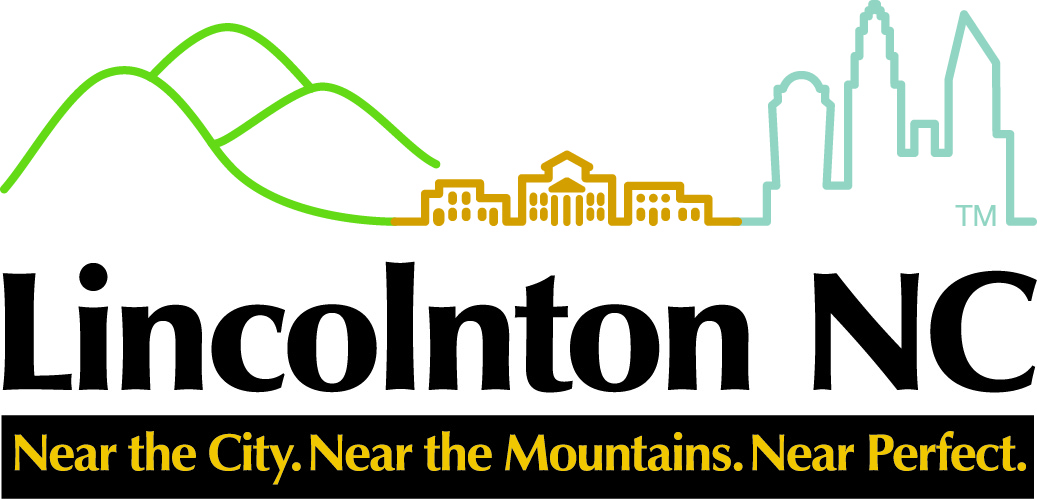 TM
Lincolnton NC
Near the City. Near the Mountains. Near Perfect.